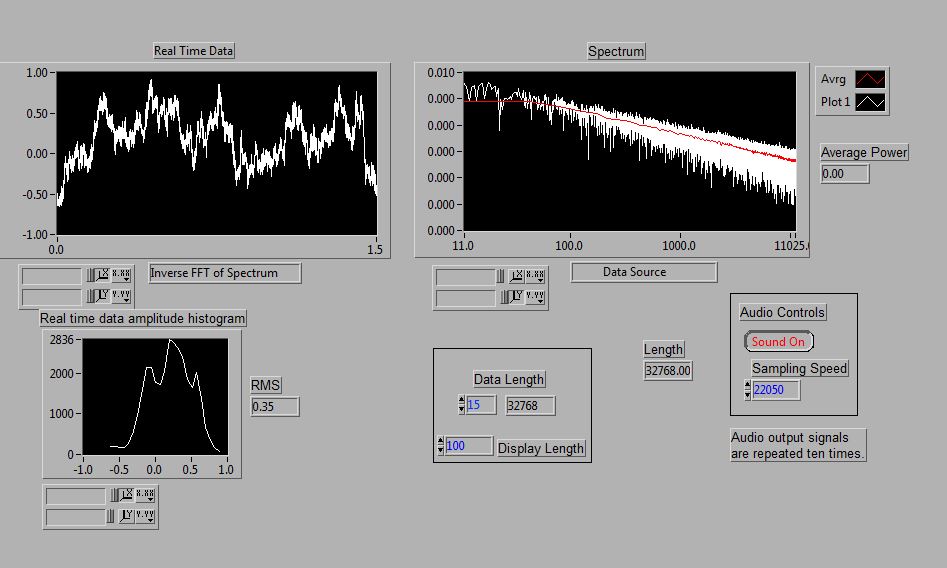 Real Time Data
1.00
0.50
0.00
-0.50
-1.00
0.0 1.5
Inverse FFT of Spectrum
Spectrum
0.010
0.000
0.000
0.000
0.000
0.000
0.000
11.0 100.0 1000.0 11025.
Avrg
Plot 1
Average Power
0.00
Data Source
Real time data amplitude histogram
2836
2000
1000
0
-1.0 -0.5 0.0 0.5 1.0
RMS
0.35
Data Length
15 32768
100 Display Length
Length
32768.00
Audio Controls
Sound On
Sampling Speed
22050
Audio output signals
are repeated ten times.